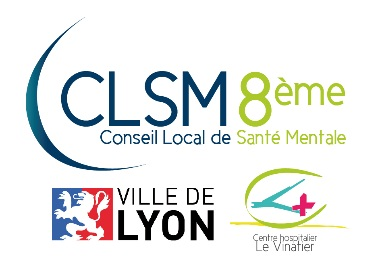 CLSM 8ème
Conseil Local de Santé Mentale
VILLE DE
LYON
Centre hospitalier
Le Vinatier